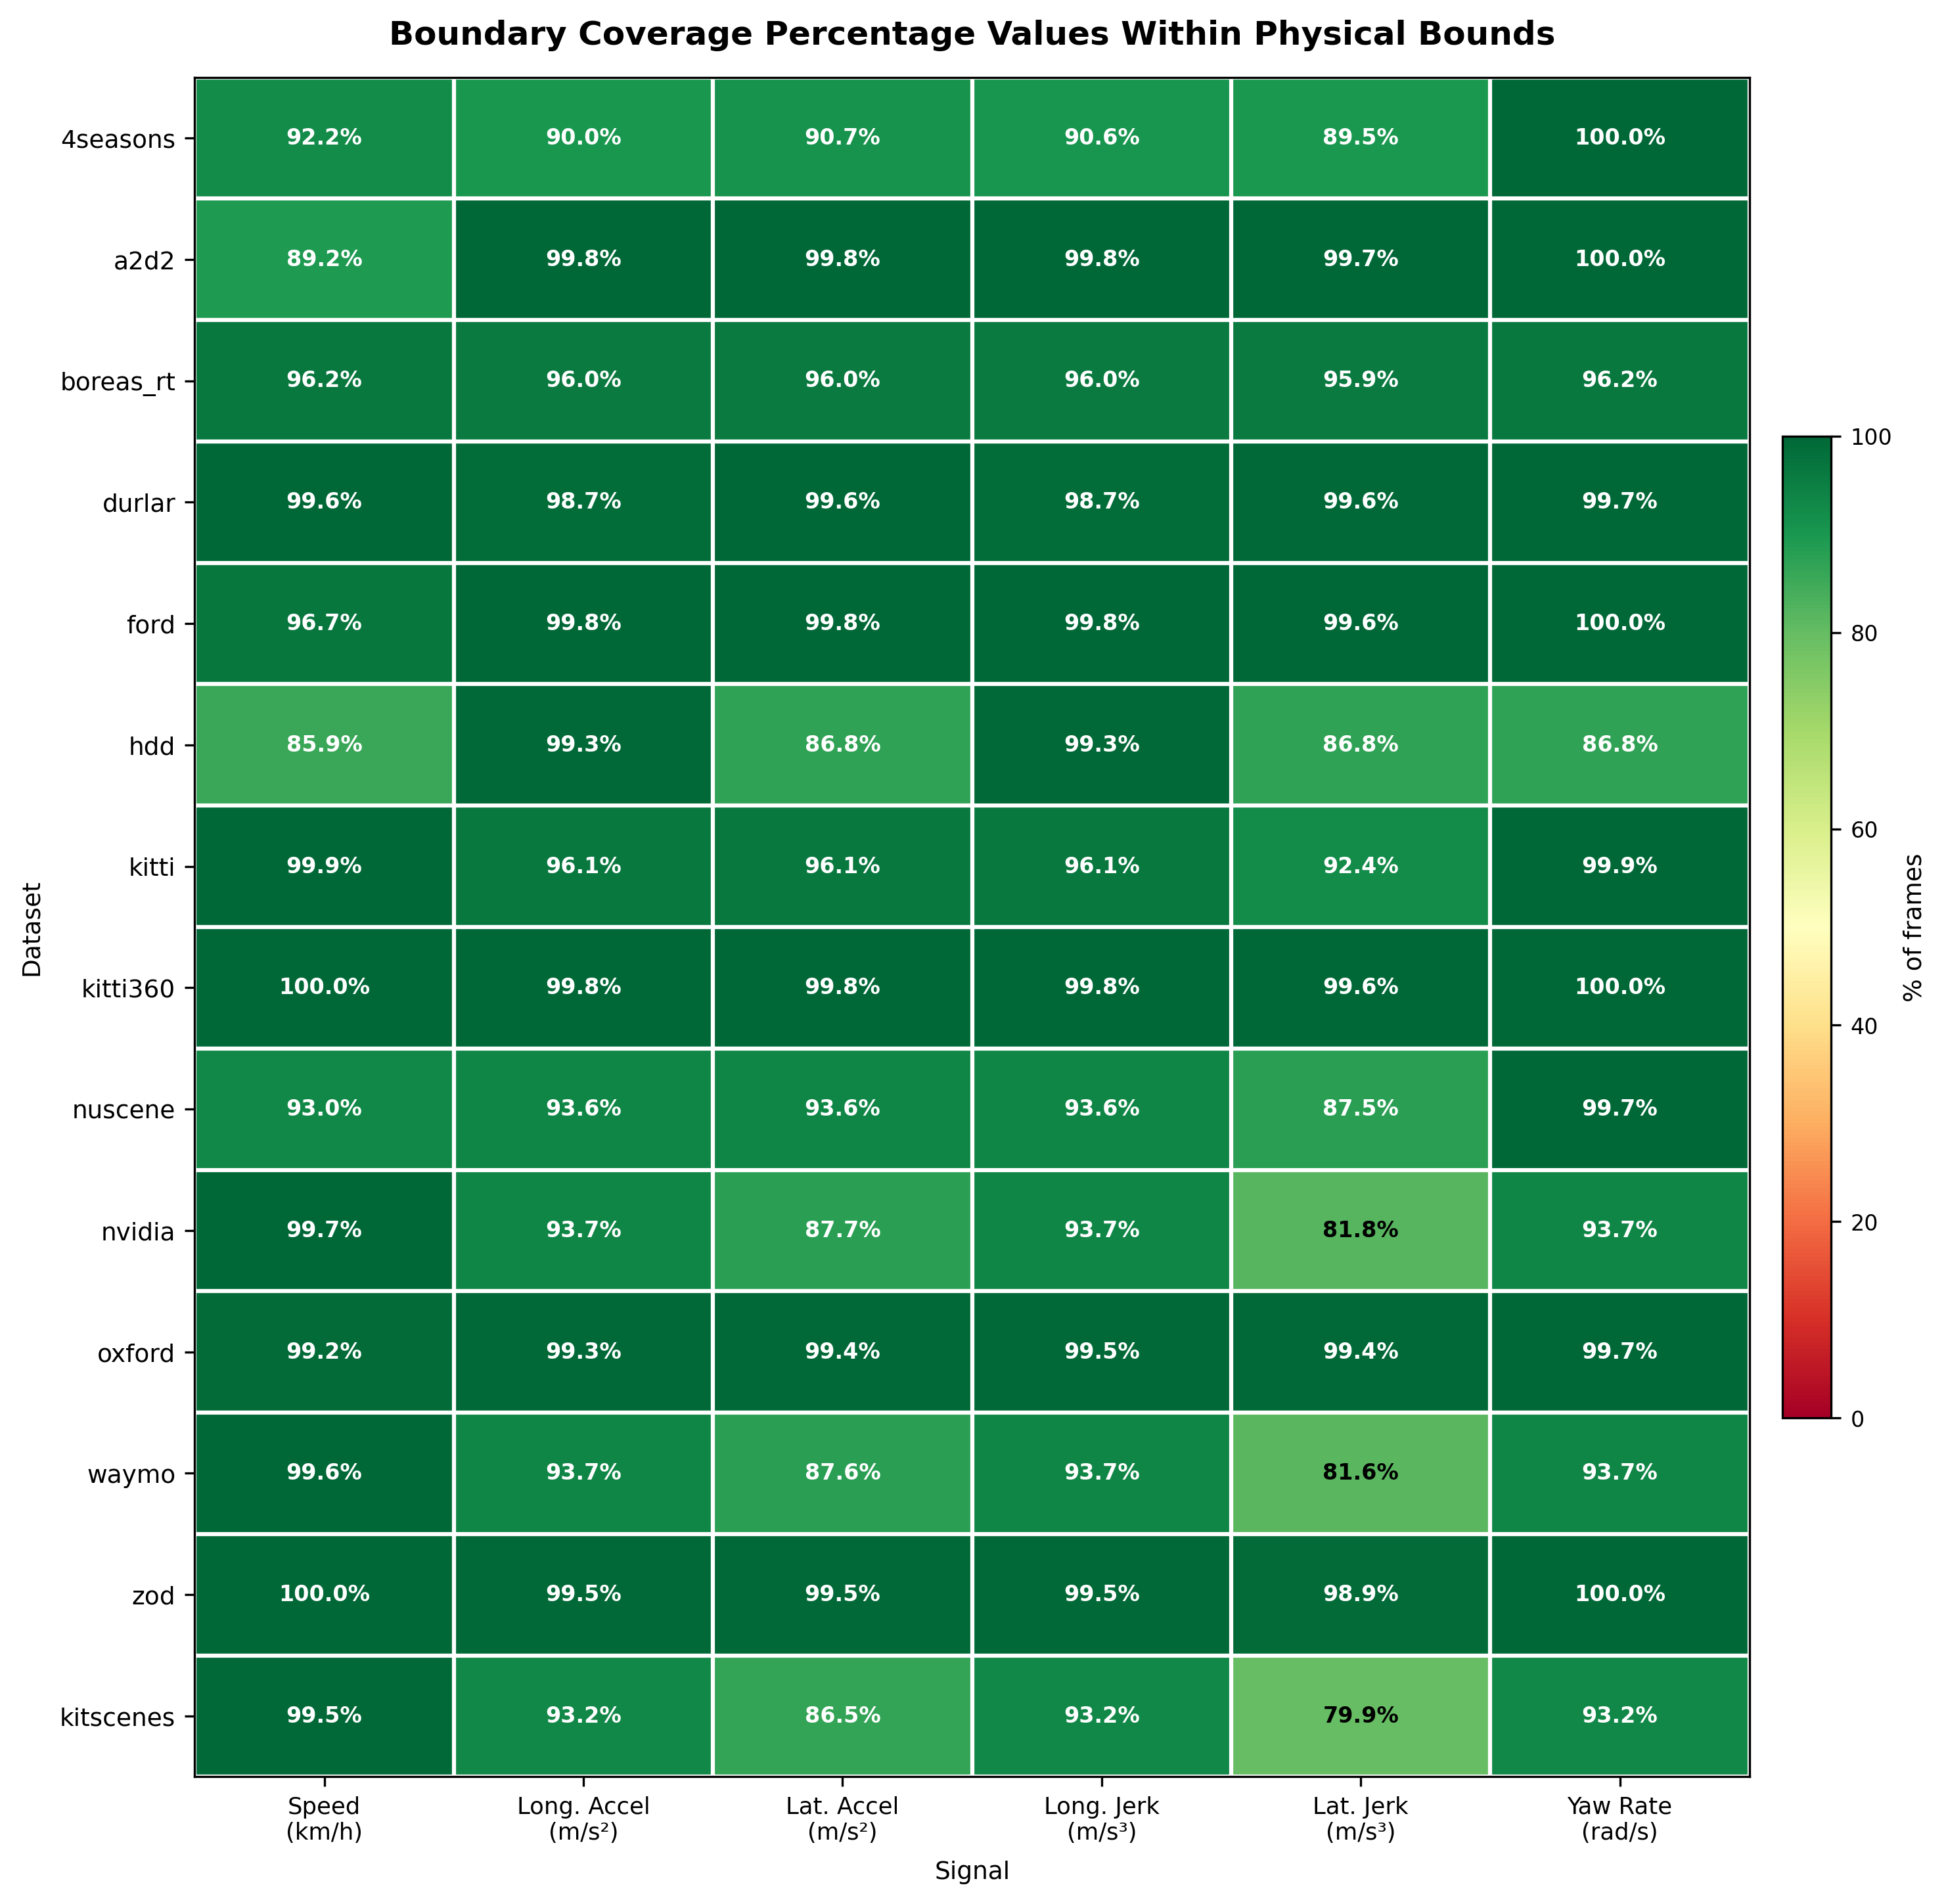 Boundary Coverage Percentage Values Within Physical Bounds
4seasons 92.2% 90.0% 90.7% 90.6% 89.5% 100.0%
a2d2 89.2% 99.8% 99.8% 99.8% 99.7% 100.0%
boreas_rt 96.2% 96.0% 96.0% 96.0% 95.9% 96.2%
durlar 99.6% 98.7% 99.6% 98.7% 99.6% 99.7%
ford 96.7% 99.8% 99.8% 99.8% 99.6% 100.0%
hdd 85.9% 99.3% 86.8% 99.3% 86.8% 86.8%
kitti 99.9% 96.1% 96.1% 96.1% 92.4% 99.9%
kitti360 100.0% 99.8% 99.8% 99.8% 99.6% 100.0%
nuscene 93.0% 93.6% 93.6% 93.6% 87.5% 99.7%
nvidia 99.7% 93.7% 87.7% 93.7% 81.8% 93.7%
oxford 99.2% 99.3% 99.4% 99.5% 99.4% 99.7%
waymo 99.6% 93.7% 87.6% 93.7% 81.6% 93.7%
zod 100.0% 99.5% 99.5% 99.5% 98.9% 100.0%
kitscenes 99.5% 93.2% 86.5% 93.2% 79.9% 93.2%
Speed Long. Accel Lat. Accel Long. Jerk Lat. Jerk Yaw Rate
(km/h) (m/s²) (m/s²) (m/s³) (m/s³) (rad/s)
Signal
Dataset
100
80
60
40
20
0
% of frames